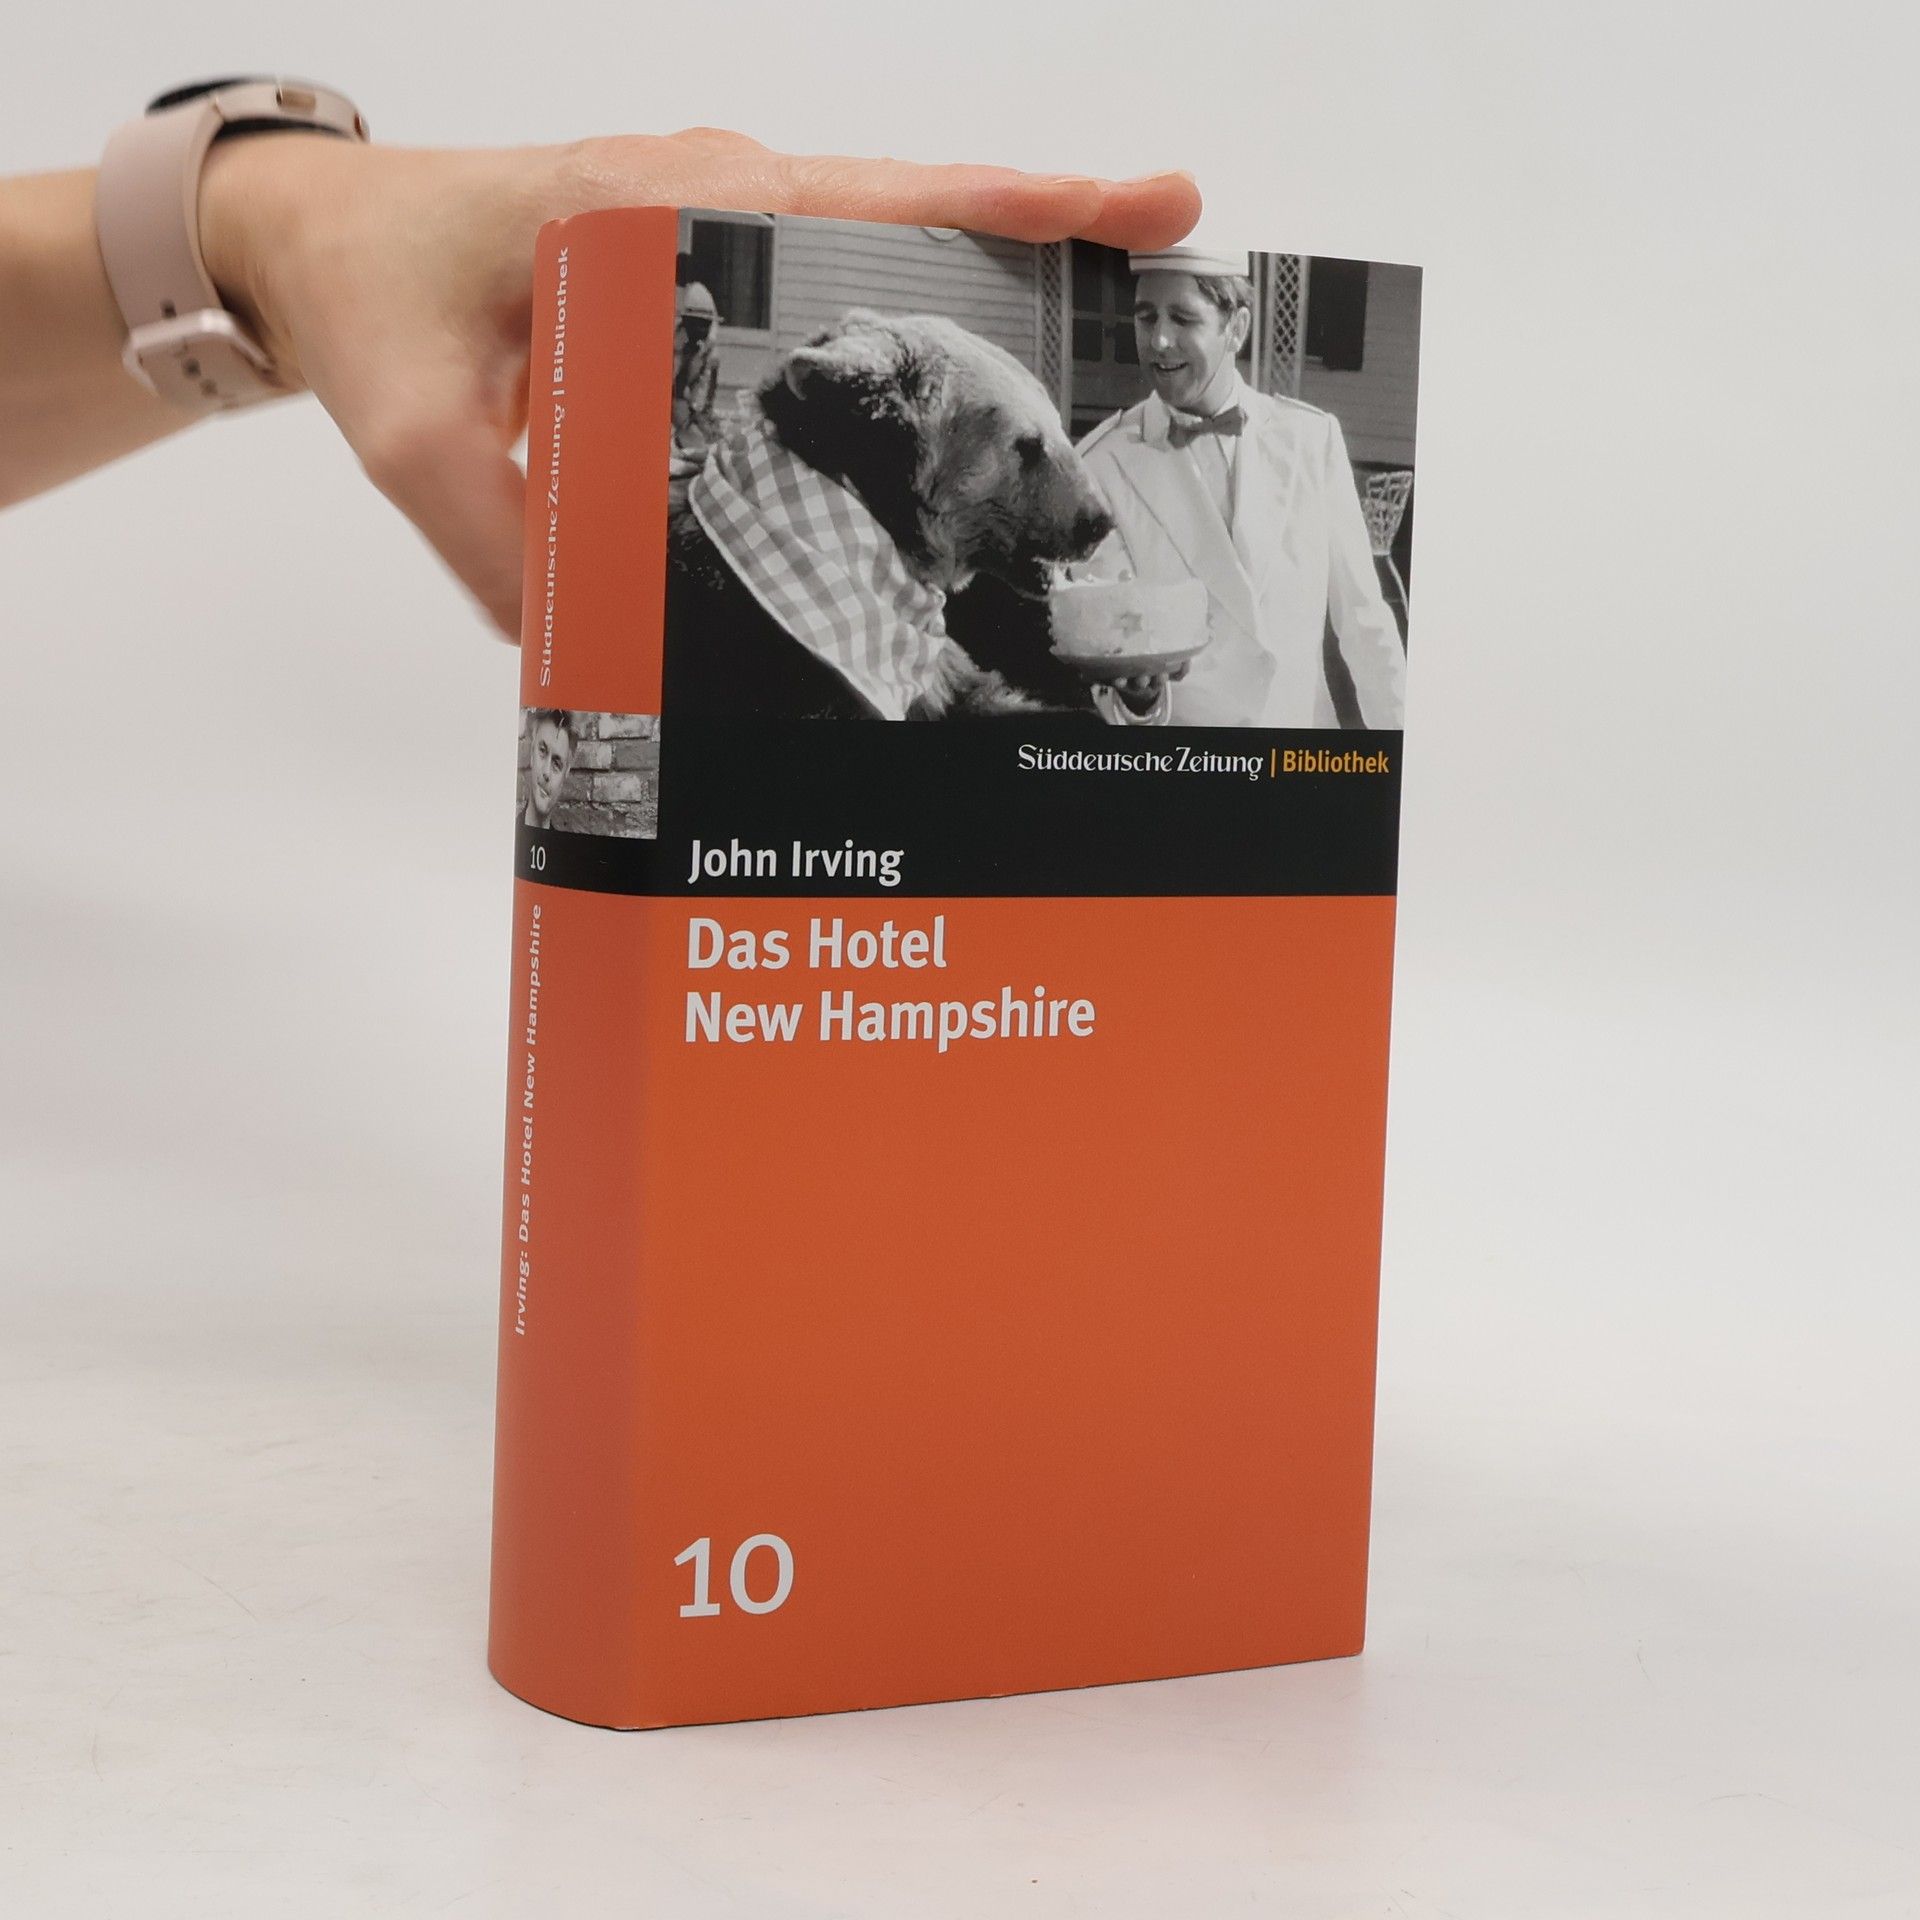 Süddeutsche Zeitung | Bibliothek
10
Irving: Das Hotel New Hampshire
Süddeutsche Zeitung | Bibliothek
John Irving
Das Hotel
New Hampshire
10